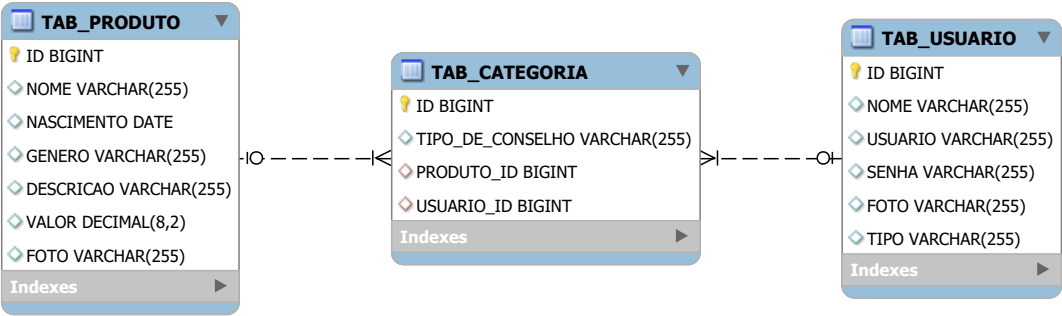 TAB_PRODUTO
ID BIGINT
NOME VARCHAR(255)
NASCIMENTO DATE
GENERO VARCHAR(255)
DESCRICAO VARCHAR(255)
VALOR DECIMAL(8,2)
FOTO VARCHAR(255)
Indexes
TAB_CATEGORIA
ID BIGINT
TIPO_DE_CONSELHO VARCHAR(255)
PRODUTO_ID BIGINT
USUARIO_ID BIGINT
Indexes
TAB_USUARIO
ID BIGINT
NOME VARCHAR(255)
USUARIO VARCHAR(255)
SENHA VARCHAR(255)
FOTO VARCHAR(255)
TIPO VARCHAR(255)
Indexes